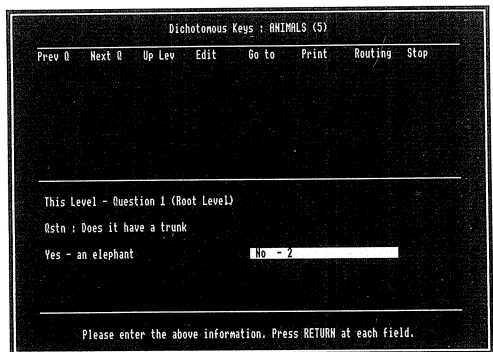 Dichotomous Keys : ANIMALS (5)
Prev Q Next Q Up Lev Edit Go to Print Routing Stop
This Level - Question 1 (Root Level)
Qstn : Does it have a trunk
Yes - an elephant No - 2
Please enter the above information. Press RETURN at each field.